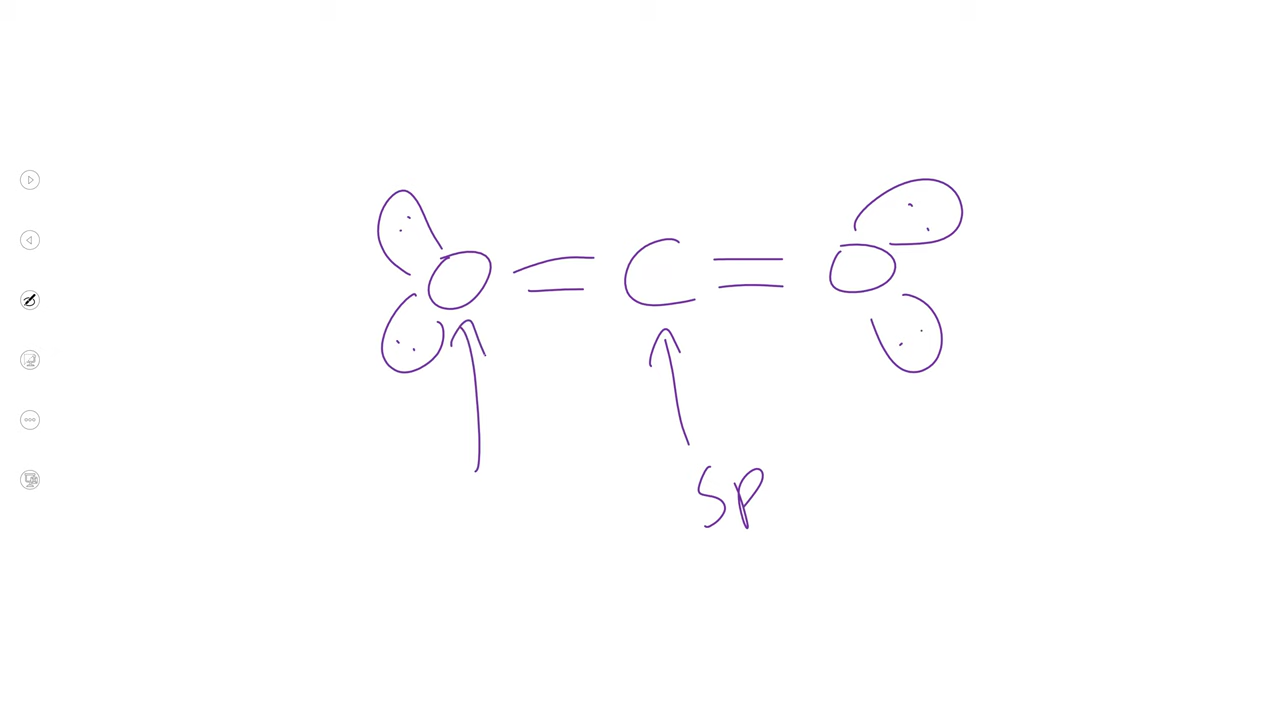 O = C = O
SP